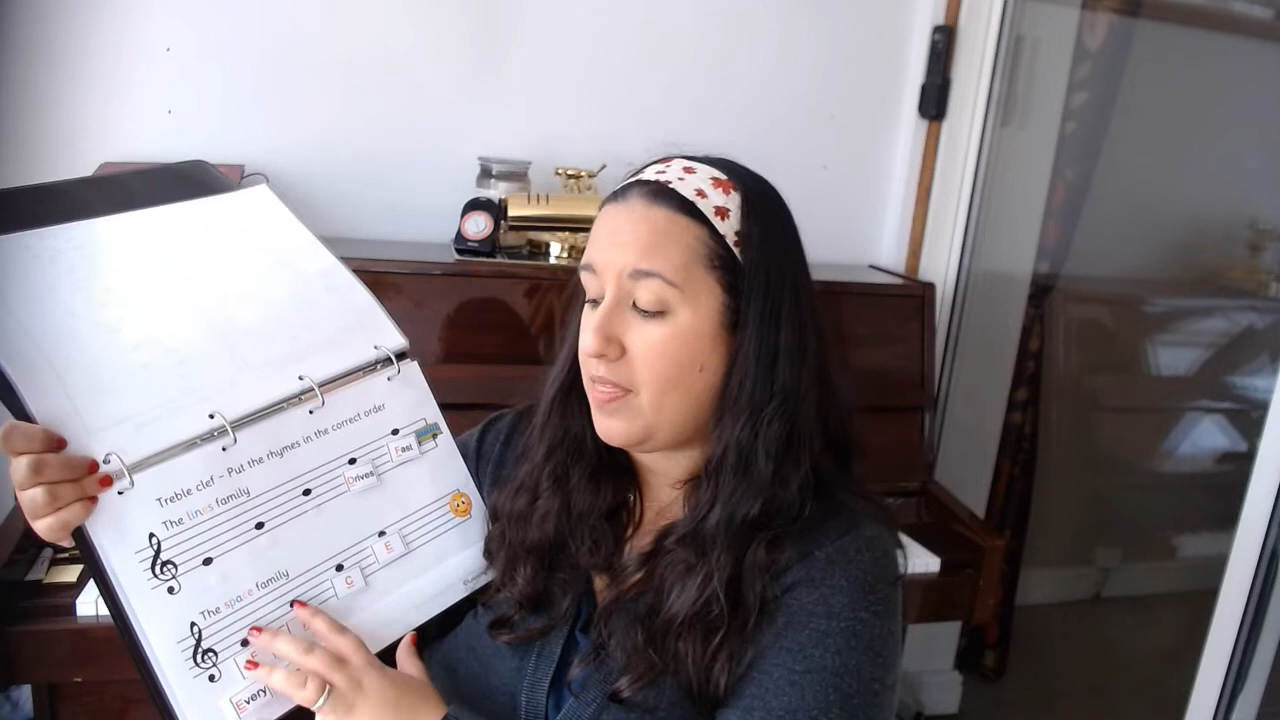 Treble clef – Put the rhymes in the correct order
The lines family
Drives Fast
The space family
F C E
Every